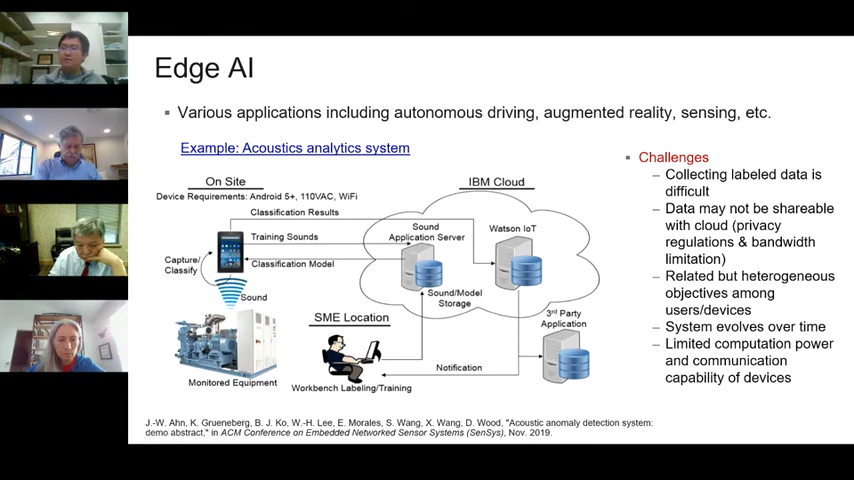 Edge AI
▪ Various applications including autonomous driving, augmented reality, sensing, etc.
Example: Acoustics analytics system
On Site
Device Requirements: Android 5+, 110VAC, WiFi
IBM Cloud
Classification Results
Sound
Application Server
Watson IoT
Training Sounds
Capture/
Classify
Classification Model
Sound
Sound/Model
Storage
SME Location
3rd Party
Application
Monitored Equipment
Workbench Labeling/Training
Notification
▪ Challenges
– Collecting labeled data is
difficult
– Data may not be shareable
with cloud (privacy
regulations & bandwidth
limitation)
– Related but heterogeneous
objectives among
users/devices
– System evolves over time
– Limited computation power
and communication
capability of devices
J.-W. Ahn, K. Grueneberg, B. J. Ko, W.-H. Lee, E. Morales, S. Wang, X. Wang, D. Wood, "Acoustic anomaly detection system:
demo abstract," in ACM Conference on Embedded Networked Sensor Systems (SenSys), Nov. 2019.